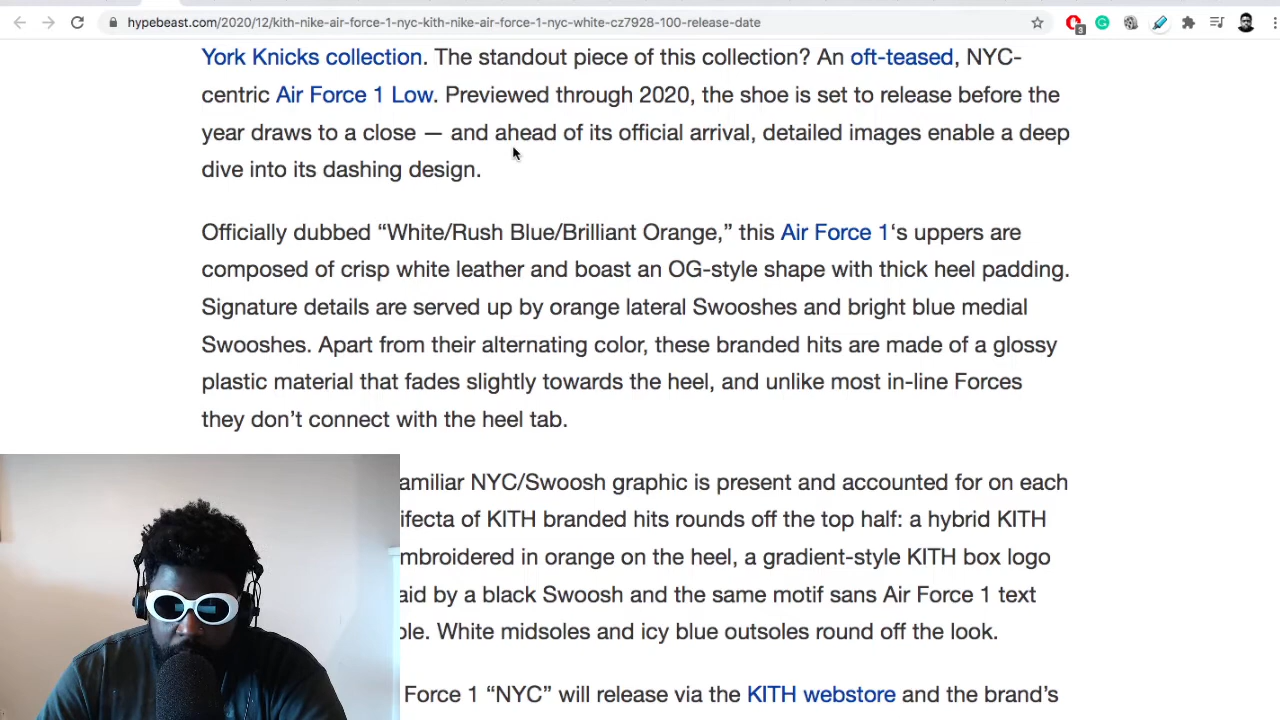 hypebeast.com/2020/12/kith-nike-air-force-1-nyc-kith-nike-air-force-1-nyc-white-cz7928-100-release-date
3
York Knicks collection. The standout piece of this collection? An oft-teased, NYC-
centric Air Force 1 Low. Previewed through 2020, the shoe is set to release before the
year draws to a close — and ahead of its official arrival, detailed images enable a deep
dive into its dashing design.
Officially dubbed “White/Rush Blue/Brilliant Orange,” this Air Force 1‘s uppers are
composed of crisp white leather and boast an OG-style shape with thick heel padding.
Signature details are served up by orange lateral Swooshes and bright blue medial
Swooshes. Apart from their alternating color, these branded hits are made of a glossy
plastic material that fades slightly towards the heel, and unlike most in-line Forces
they don’t connect with the heel tab.
amiliar NYC/Swoosh graphic is present and accounted for on each
ifecta of KITH branded hits rounds off the top half: a hybrid KITH
mbroidered in orange on the heel, a gradient-style KITH box logo
aid by a black Swoosh and the same motif sans Air Force 1 text
ole. White midsoles and icy blue outsoles round off the look.
Force 1 “NYC” will release via the KITH webstore and the brand’s